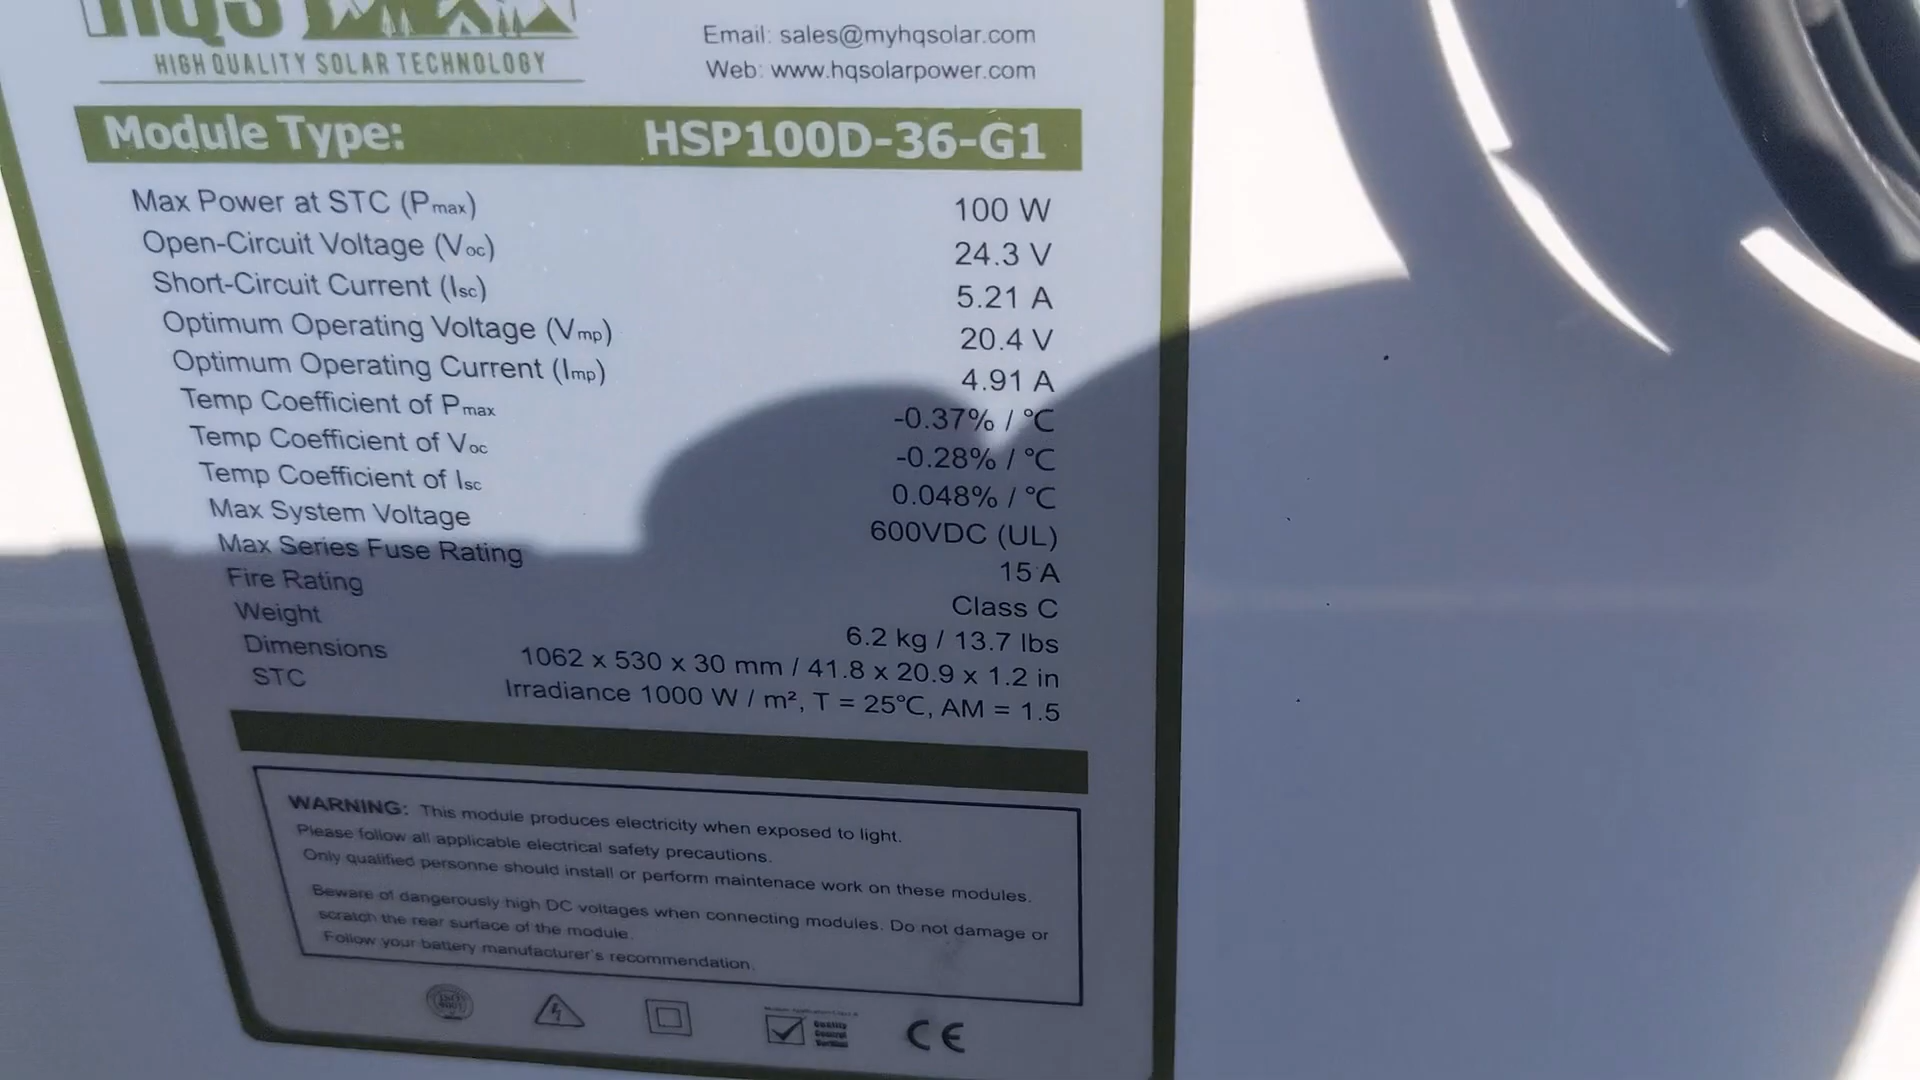 HQS
HIGH QUALITY SOLAR TECHNOLOGY
Email: sales@myhqsolar.com
Web: www.hqsolarpower.com
Module Type: HSP100D-36-G1
Max Power at STC (Pmax) 100 W
Open-Circuit Voltage (Voc) 24.3 V
Short-Circuit Current (Isc) 5.21 A
Optimum Operating Voltage (Vmp) 20.4 V
Optimum Operating Current (Imp) 4.91 A
Temp Coefficient of Pmax -0.37% / °C
Temp Coefficient of Voc -0.28% / °C
Temp Coefficient of Isc 0.048% / °C
Max System Voltage 600VDC (UL)
Max Series Fuse Rating 15 A
Fire Rating Class C
Weight 6.2 kg / 13.7 lbs
Dimensions 1062 x 530 x 30 mm / 41.8 x 20.9 x 1.2 in
STC Irradiance 1000 W / m², T = 25°C, AM = 1.5
WARNING: This module produces electricity when exposed to light.
Please follow all applicable electrical safety precautions.
Only qualified personne should install or perform maintenace work on these modules.
Beware of dangerously high DC voltages when connecting modules. Do not damage or
scratch the rear surface of the module.
Follow your battery manufacturer's recommendation.
Quality
Control
CE